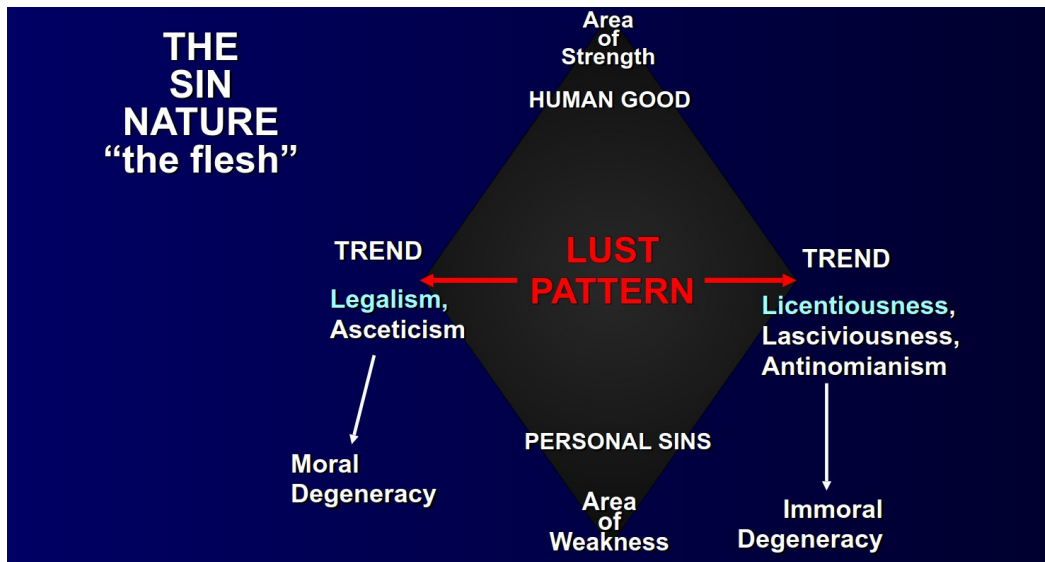 THE
SIN
NATURE
“the flesh”
Area
of
Strength
HUMAN GOOD
LUST
PATTERN
TREND
Legalism,
Asceticism
Moral
Degeneracy
TREND
Licentiousness,
Lasciviousness,
Antinomianism
Immoral
Degeneracy
PERSONAL SINS
Area
of
Weakness